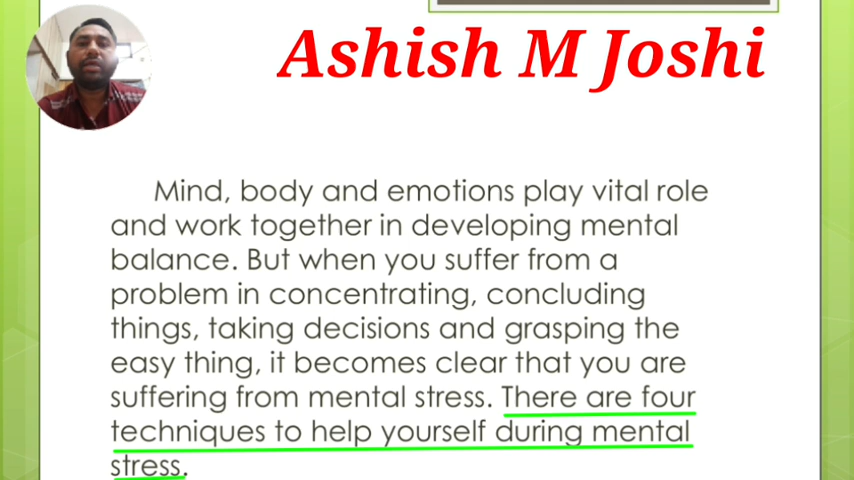 Ashish M Joshi
Mind, body and emotions play vital role
and work together in developing mental
balance. But when you suffer from a
problem in concentrating, concluding
things, taking decisions and grasping the
easy thing, it becomes clear that you are
suffering from mental stress. There are four
techniques to help yourself during mental
stress.